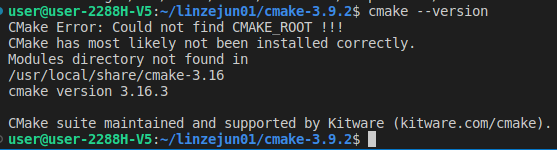 user@user-2288H-V5:~/linzejun01/cmake-3.9.2$ cmake --version
CMake Error: Could not find CMAKE_ROOT !!!
CMake has most likely not been installed correctly.
Modules directory not found in
/usr/local/share/cmake-3.16
cmake version 3.16.3

CMake suite maintained and supported by Kitware (kitware.com/cmake).
user@user-2288H-V5:~/linzejun01/cmake-3.9.2$